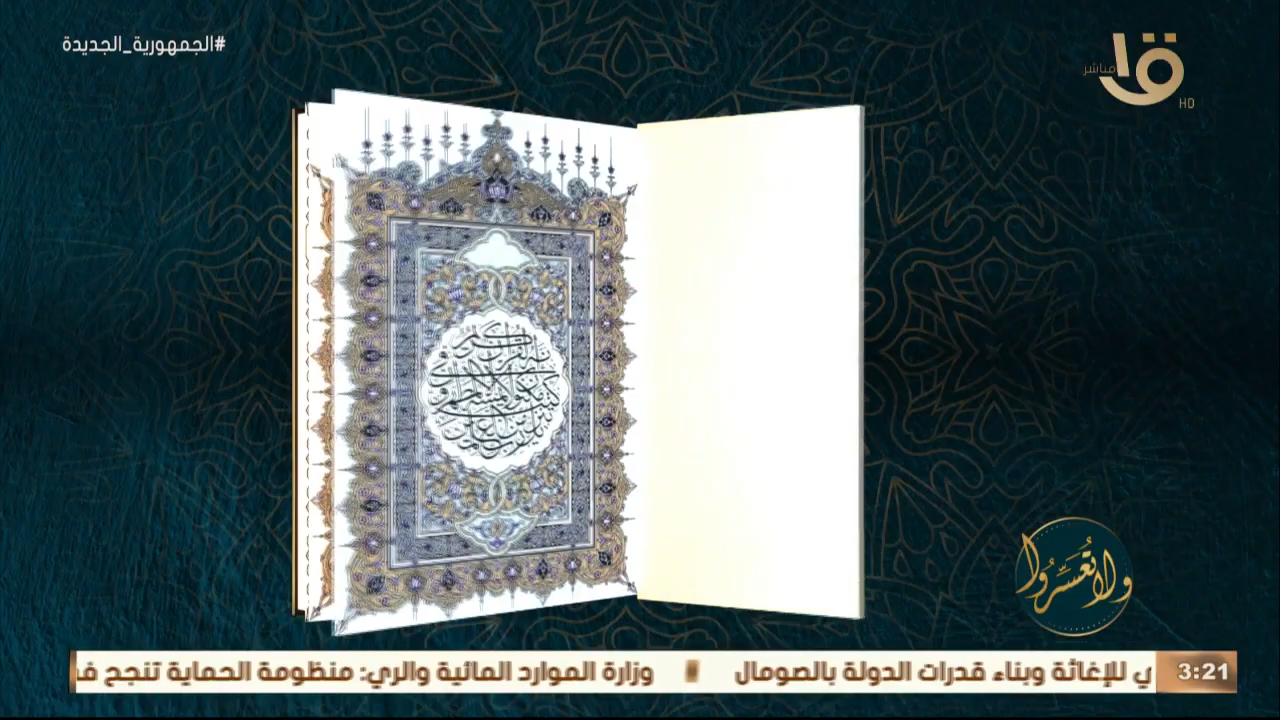 #الجمهورية_الجديدة
مباشر
HD
ولا تعسروا
3:21
ي للإغاثة وبناء قدرات الدولة بالصومال
وزارة الموارد المائية والري: منظومة الحماية تنجح ف